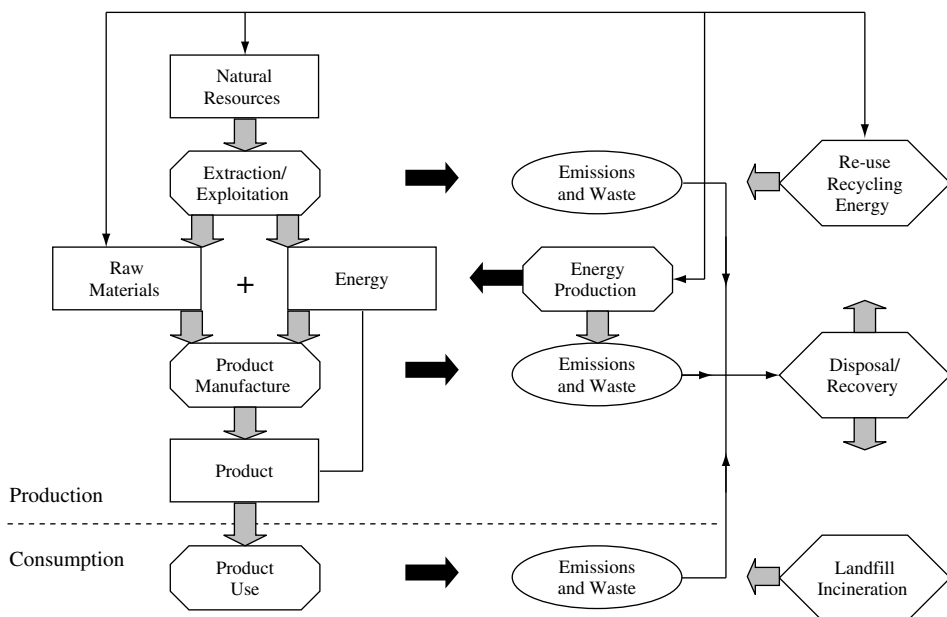 Natural
Resources
Extraction/
Exploitation
Emissions
and Waste
Re-use
Recycling
Energy
Raw
Materials
+
Energy
Energy
Production
Product
Manufacture
Emissions
and Waste
Disposal/
Recovery
Product
Production
Consumption
Product
Use
Emissions
and Waste
Landfill
Incineration